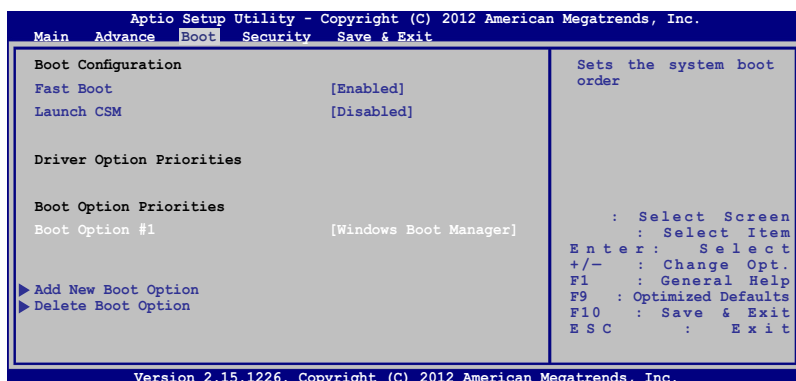 Aptio Setup Utility - Copyright (C) 2012 American Megatrends, Inc.
Main Advance Boot Security Save & Exit
Boot Configuration
Fast Boot [Enabled]
Launch CSM [Disabled]
Driver Option Priorities
Boot Option Priorities
Boot Option #1 [Windows Boot Manager]
Add New Boot Option
Delete Boot Option
Sets the system boot
order
: Select Screen
: Select Item
Enter: Select
+/— : Change Opt.
F1 : General Help
F9 : Optimized Defaults
F10 : Save & Exit
ESC : Exit
Version 2.15.1226. Copyright (C) 2012 American Megatrends, Inc.